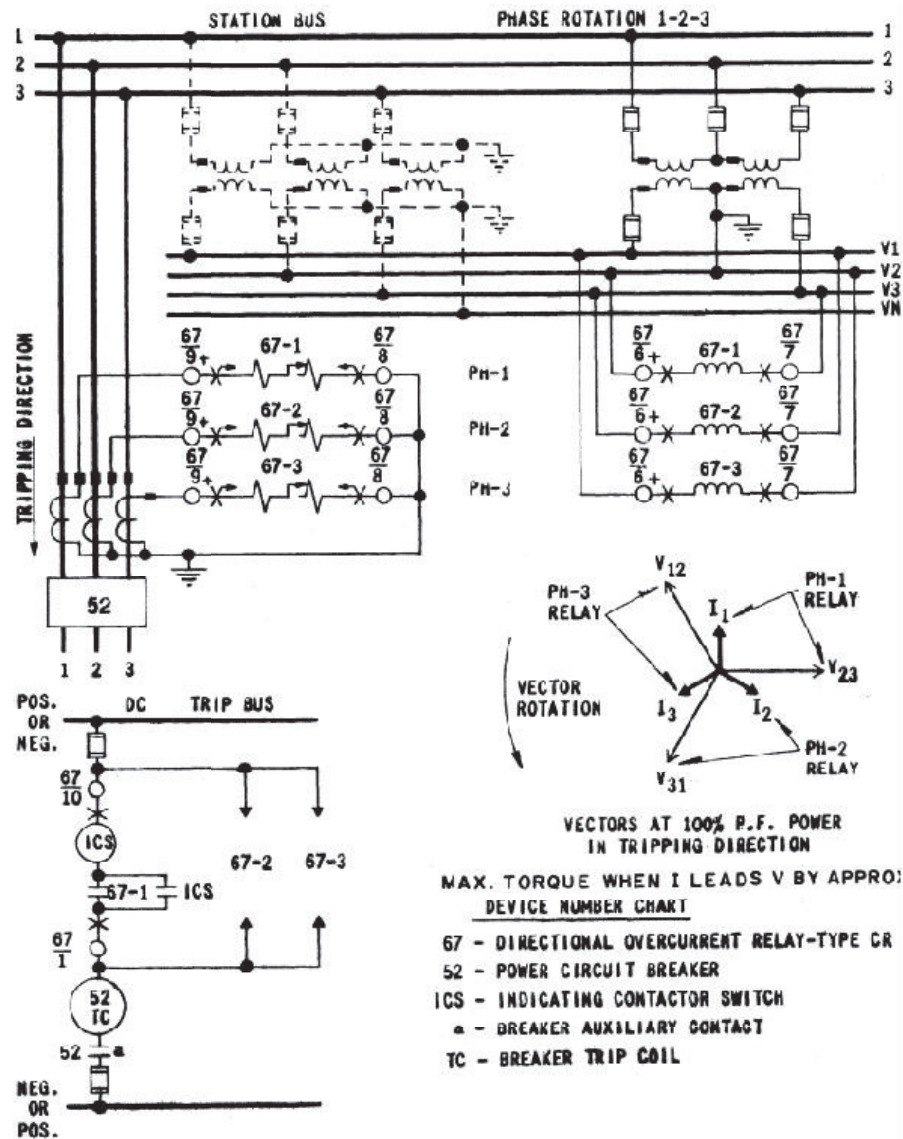 STATION BUS
PHASE ROTATION 1-2-3
1
1
2
2
3
3
V1
V2
V3
VN
TRIPPING DIRECTION
67
9+
67-1
67
8
PH-1
67
6+
67-1
67
7
67
9+
67-2
67
8
PH-2
67
6+
67-2
67
7
67
9+
67-3
67
8
PH-3
67
6+
67-3
67
7
52
1 2 3
PH-3
RELAY
V12
I1
PH-1
RELAY
V23
I3
I2
V31
PH-2
RELAY
VECTOR
ROTATION
VECTORS AT 100% P.F. POWER
IN TRIPPING DIRECTION
POS.
OR
NEG.
DC TRIP BUS
67
10
ICS
67-1
ICS
67-2
67-3
67
1
52
TC
52
a
NEG.
OR
POS.
MAX. TORQUE WHEN I LEADS V BY APPRO
DEVICE NUMBER CHART
67 - DIRECTIONAL OVERCURRENT RELAY-TYPE CR
52 - POWER CIRCUIT BREAKER
ICS - INDICATING CONTACTOR SWITCH
a - BREAKER AUXILIARY CONTACT
TC - BREAKER TRIP COIL